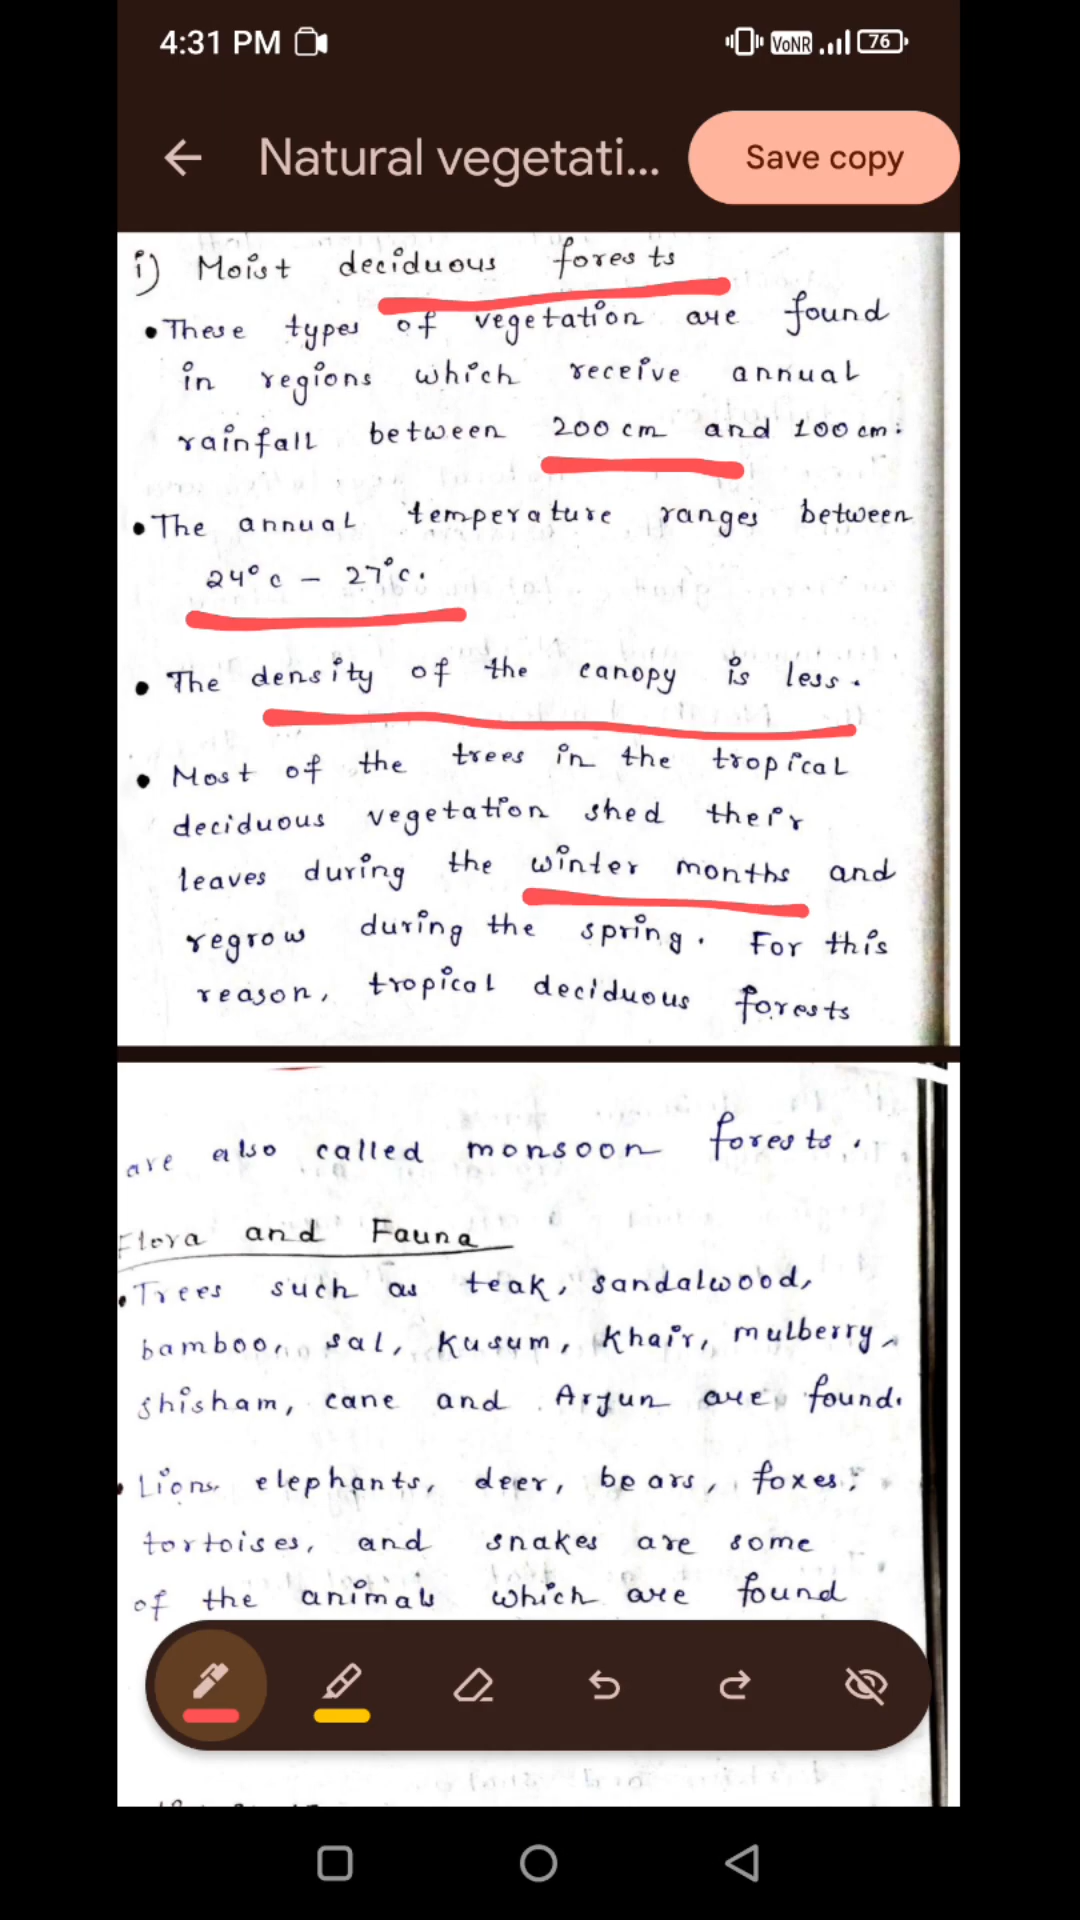 4:31 PM
VoNR
76
Natural vegetati...
Save copy
i) Moist deciduous forests
• These types of vegetation are found
in regions which receive annual
rainfall between 200 cm and 100 cm.
• The annual temperature ranges between
24°c - 27°c.
• The density of the canopy is less.
• Most of the trees in the tropical
deciduous vegetation shed their
leaves during the winter months and
regrow during the spring. For this
reason, tropical deciduous forests
are also called monsoon forests.
Flora and Fauna
• Trees such as teak, sandalwood,
bamboo, sal, kusum, khair, mulberry,
shisham, cane and Arjun are found.
• Lions, elephants, deer, bears, foxes,
tortoises, and snakes are some
of the animals which are found